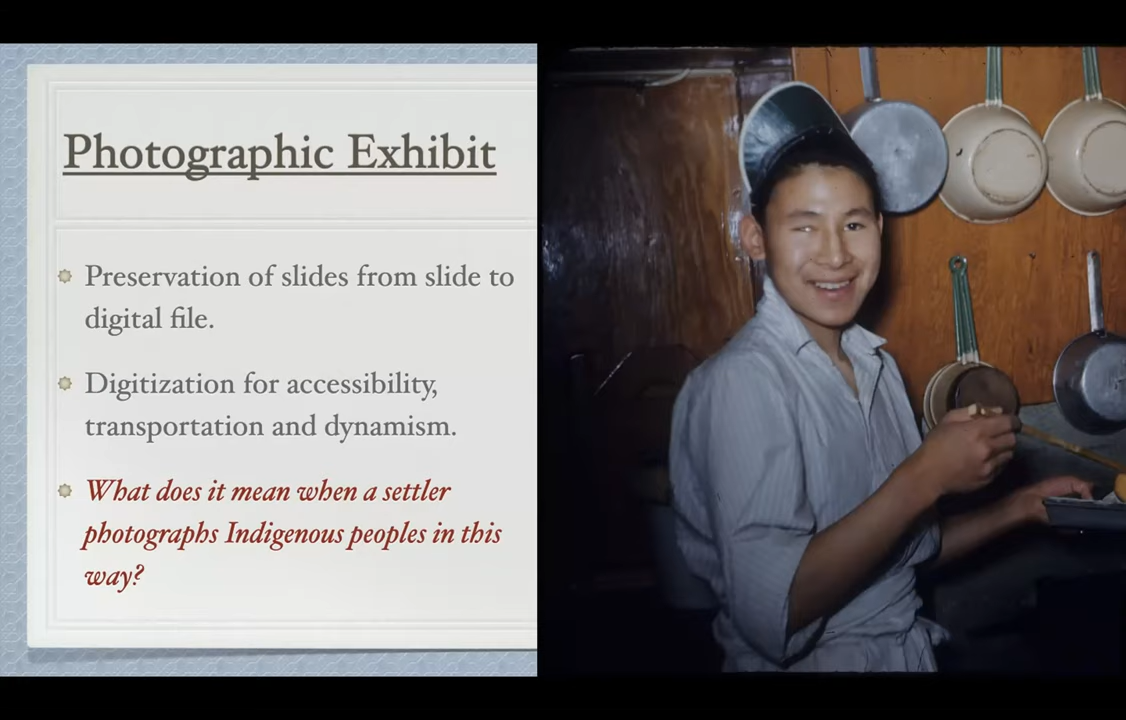 Photographic Exhibit
Preservation of slides from slide to
digital file.
Digitization for accessibility,
transportation and dynamism.
What does it mean when a settler
photographs Indigenous peoples in this
way?